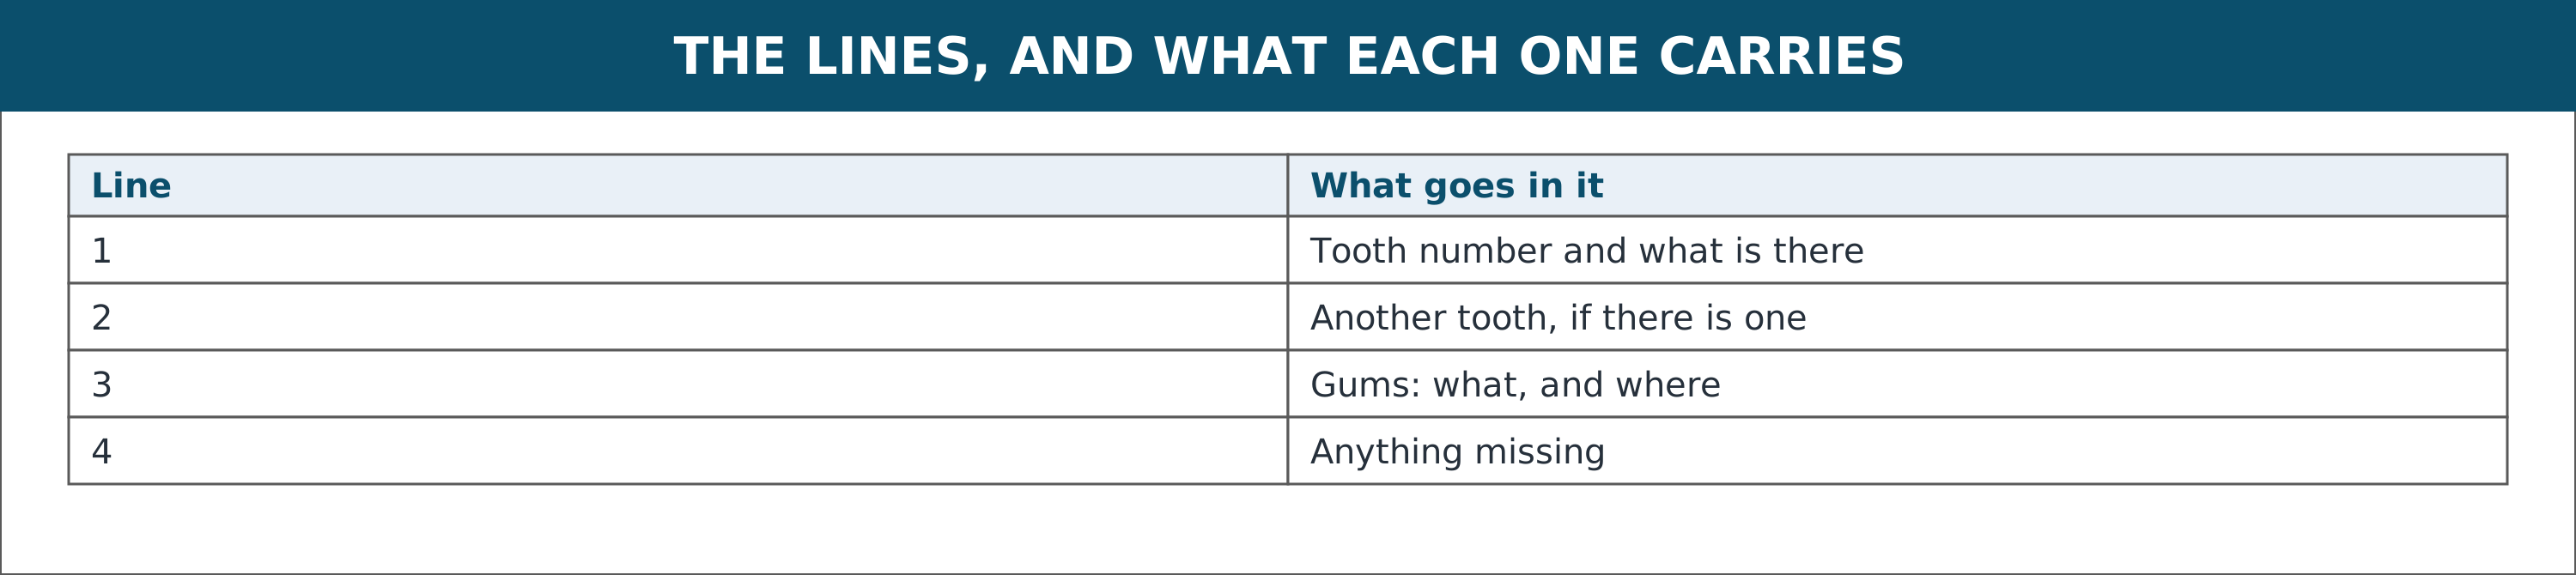 THE LINES, AND WHAT EACH ONE CARRIES
Line What goes in it
1 Tooth number and what is there
2 Another tooth, if there is one
3 Gums: what, and where
4 Anything missing